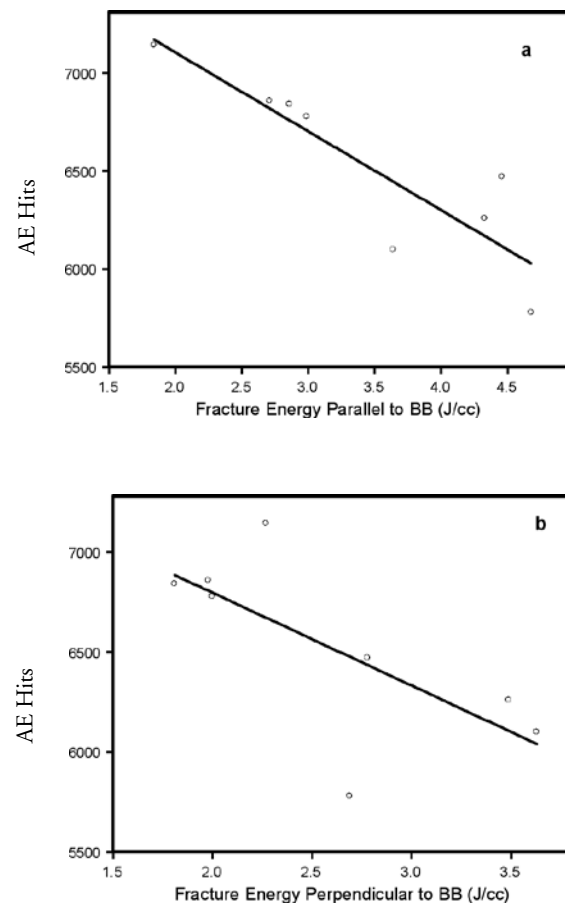 a
7000
6500
6000
5500
AE Hits
1.5 2.0 2.5 3.0 3.5 4.0 4.5
Fracture Energy Parallel to BB (J/cc)
b
7000
6500
6000
5500
AE Hits
1.5 2.0 2.5 3.0 3.5
Fracture Energy Perpendicular to BB (J/cc)